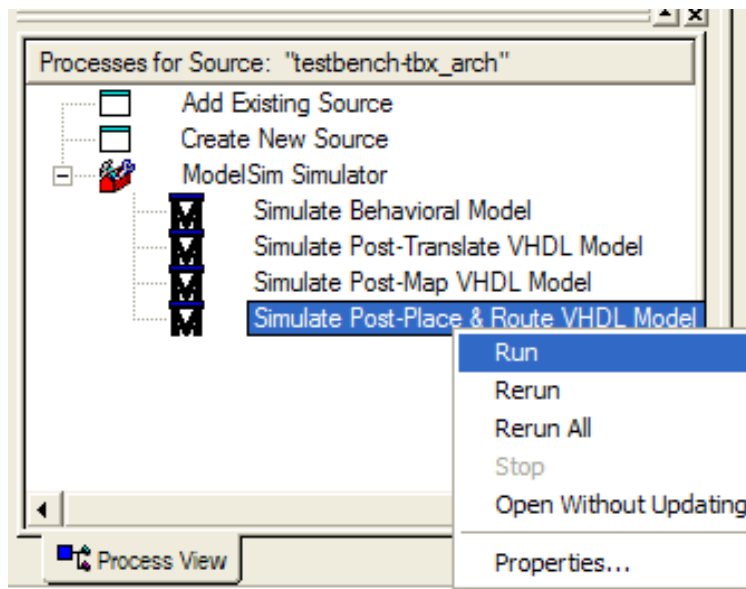 Processes for Source: "testbench-tbx_arch"
Add Existing Source
Create New Source
ModelSim Simulator
Simulate Behavioral Model
Simulate Post-Translate VHDL Model
Simulate Post-Map VHDL Model
Simulate Post-Place & Route VHDL Model
Run
Rerun
Rerun All
Stop
Open Without Updating
Properties...
Process View